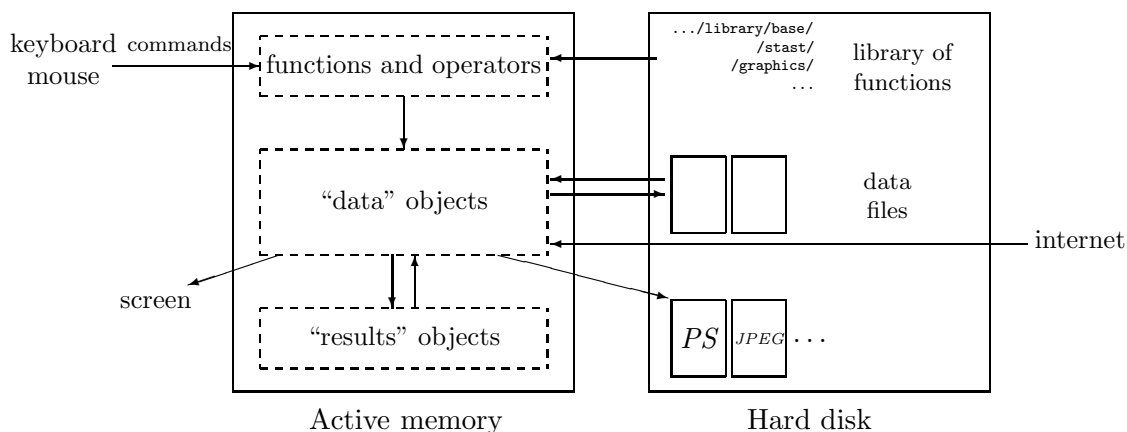 keyboard
mouse
commands
functions and operators
“data” objects
“results” objects
screen
Active memory
.../library/base/
/stast/
/graphics/
...
library of
functions
data
files
internet
PS
JPEG
...
Hard disk